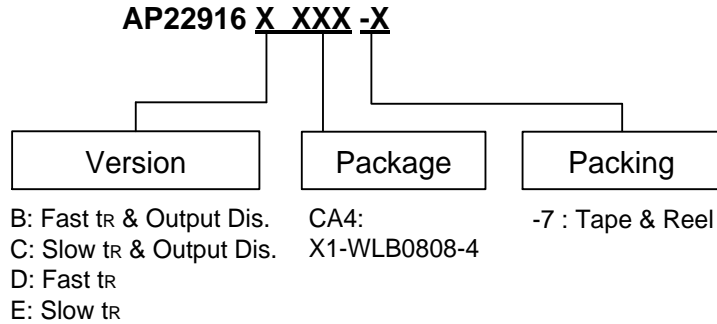 AP22916 X XXX -X
Version
Package
Packing
B: Fast tR & Output Dis.
C: Slow tR & Output Dis.
D: Fast tR
E: Slow tR
CA4:
X1-WLB0808-4
-7 : Tape & Reel